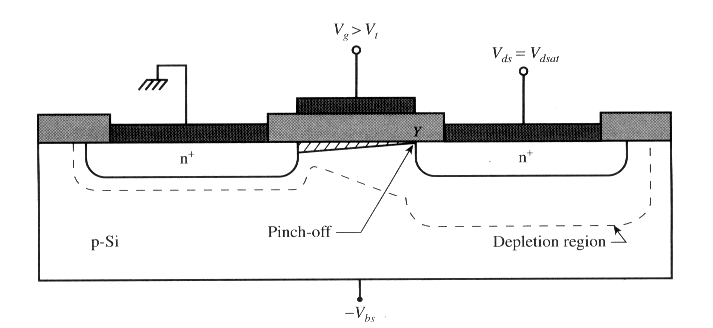 V_g > V_t
V_ds = V_dsat
Y
n+
n+
p-Si
Pinch-off
Depletion region
−V_bs